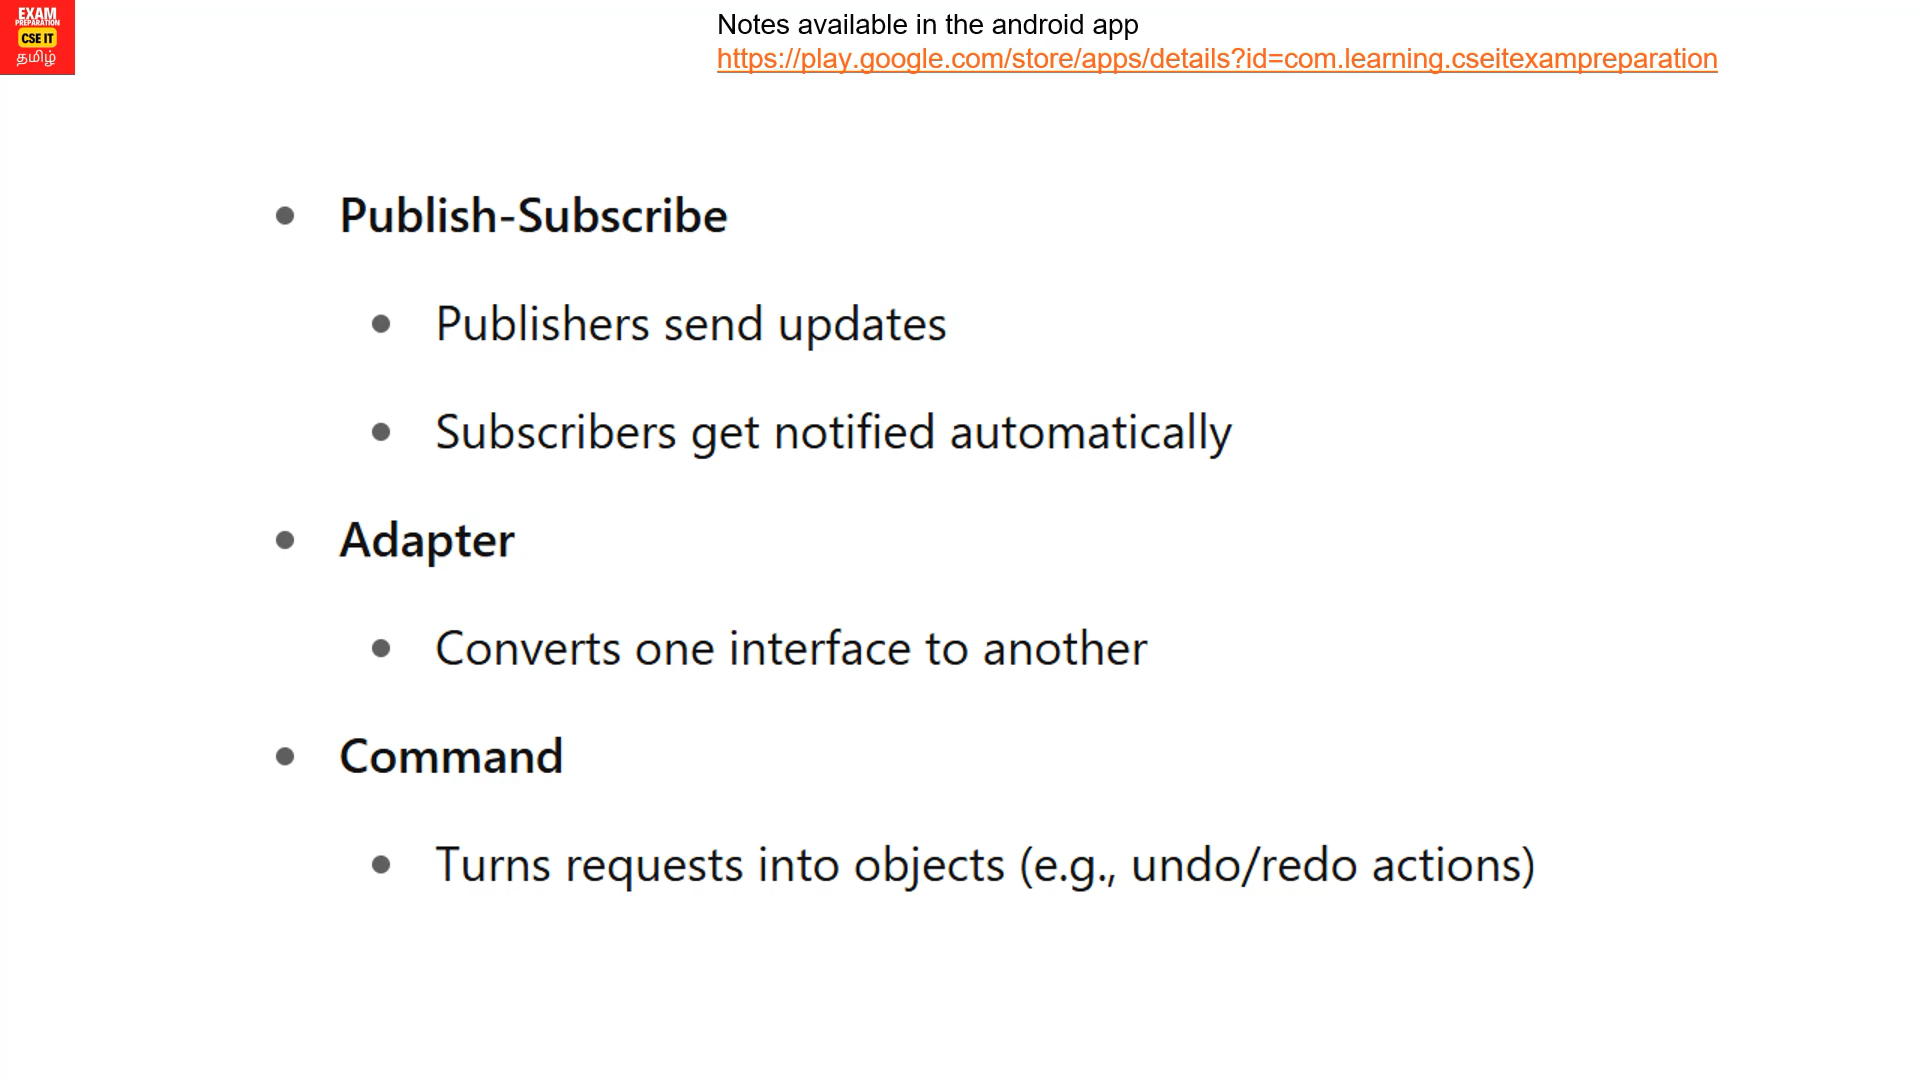 EXAM
PREPARATION
CSE IT
தமிழ்
Notes available in the android app
https://play.google.com/store/apps/details?id=com.learning.cseitexampreparation
• Publish-Subscribe
• Publishers send updates
• Subscribers get notified automatically
• Adapter
• Converts one interface to another
• Command
• Turns requests into objects (e.g., undo/redo actions)